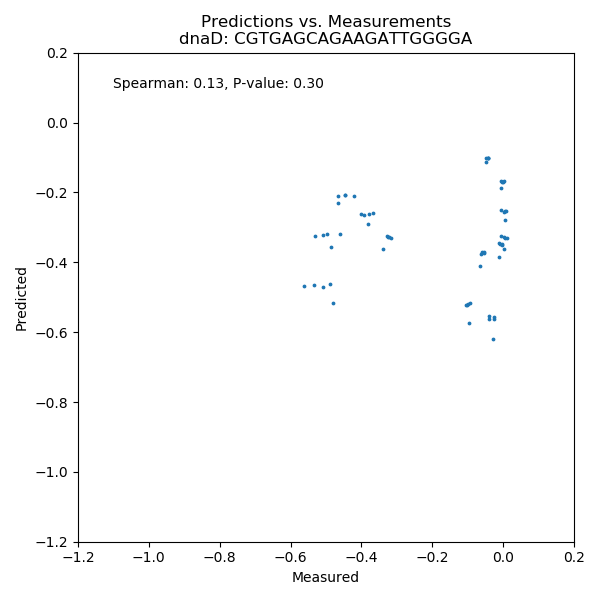 Predictions vs. Measurements
dnaD: CGTGAGCAGAAGATTGGGGA
0.2
Spearman: 0.13, P-value: 0.30
0.0
−0.2
−0.4
Predicted
−0.6
−0.8
−1.0
−1.2
−1.2 −1.0 −0.8 −0.6 −0.4 −0.2 0.0 0.2
Measured